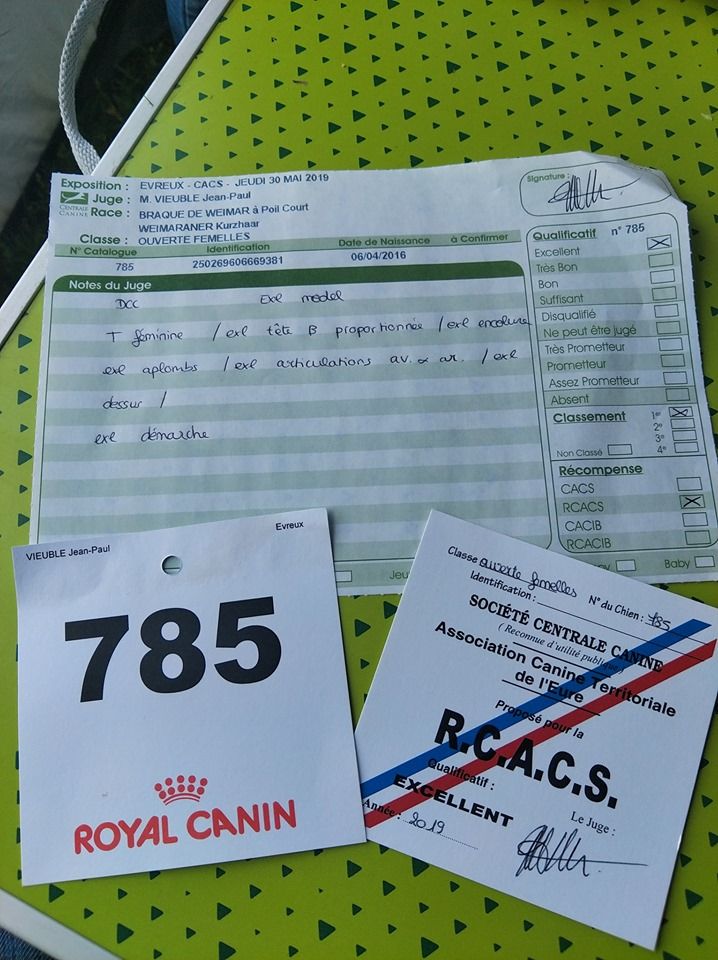 Exposition : EVREUX - CACS - JEUDI 30 MAI 2019
CENTRALE CANINE
Juge : M. VIEUBLE Jean-Paul
Race : BRAQUE DE WEIMAR à Poil Court
WEIMARANER Kurzhaar
Classe : OUVERTE FEMELLES
N° Catalogue Identification Date de Naissance à Confirmer
785 250269606669381 06/04/2016
Notes du Juge
Dcc Exl model
T féminine / exl tête B proportionnée / exl encolure
exl aplombs / exl articulations av. & ar. / exl
dessur /
exl démarche
Signature :
Qualificatif n° 785
Excellent
Très Bon
Bon
Suffisant
Disqualifié
Ne peut être jugé
Très Prometteur
Prometteur
Assez Prometteur
Absent
Classement 1er
2e
3e
Non Classé 4e
Récompense
CACS
RCACS
CACIB
RCACIB
Jeu
Baby
VIEUBLE Jean-Paul Evreux
785
ROYAL CANIN
Classe ouverte femelles
Identification : N° du Chien : 785
SOCIÉTÉ CENTRALE CANINE
( Reconnue d'utilité publique )
Association Canine Territoriale
de l'Eure
Proposé pour la
R.C.A.C.S.
Qualificatif :
EXCELLENT
Le Juge :
Année : 2019